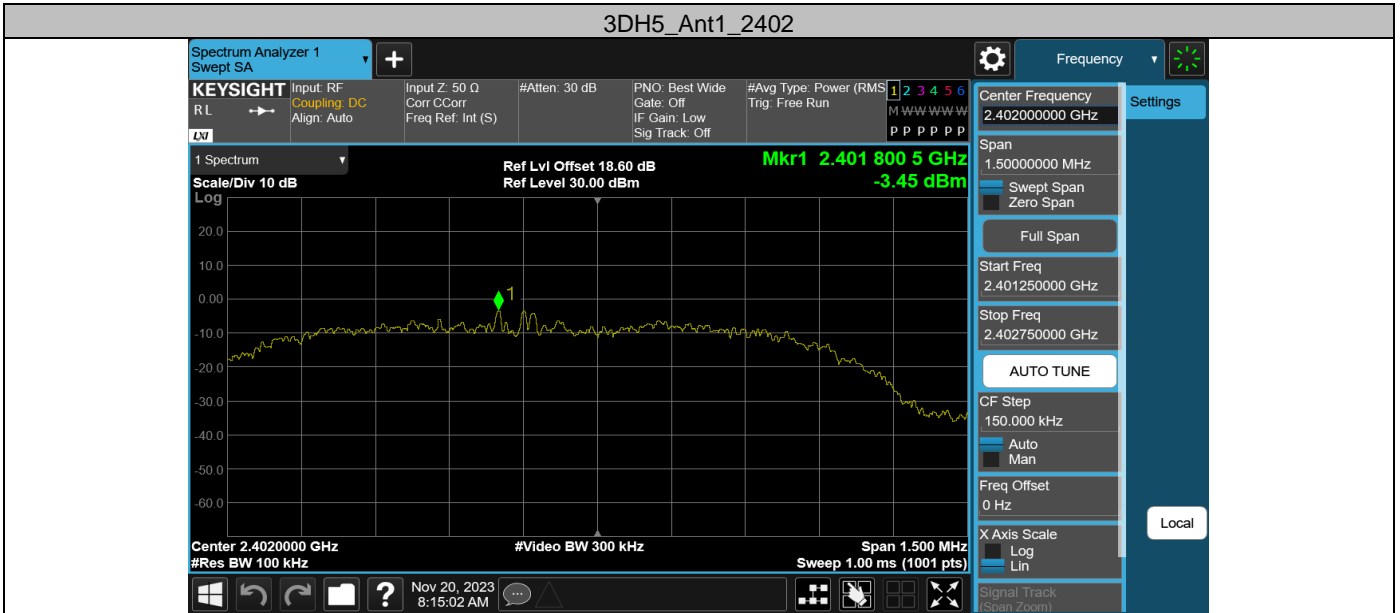 3DH5_Ant1_2402
Spectrum Analyzer 1
Swept SA
+
Frequency
KEYSIGHT
R L
LXI
Input: RF
Coupling: DC
Align: Auto
Input Z: 50 Ω
Corr CCorr
Freq Ref: Int (S)
#Atten: 30 dB
PNO: Best Wide
Gate: Off
IF Gain: Low
Sig Track: Off
#Avg Type: Power (RMS
Trig: Free Run
1 2 3 4 5 6
M W W W W W
P P P P P P
1 Spectrum
Scale/Div 10 dB
Log
Ref Lvl Offset 18.60 dB
Ref Level 30.00 dBm
Mkr1 2.401 800 5 GHz
-3.45 dBm
20.0
10.0
0.00
-10.0
-20.0
-30.0
-40.0
-50.0
-60.0
1
Center 2.4020000 GHz
#Res BW 100 kHz
#Video BW 300 kHz
Span 1.500 MHz
Sweep 1.00 ms (1001 pts)
Center Frequency
2.402000000 GHz
Span
1.50000000 MHz
Swept Span
Zero Span
Full Span
Start Freq
2.401250000 GHz
Stop Freq
2.402750000 GHz
AUTO TUNE
CF Step
150.000 kHz
Auto
Man
Freq Offset
0 Hz
X Axis Scale
Log
Lin
Signal Track
(Span Zoom)
Settings
Local
?
Nov 20, 2023
8:15:02 AM